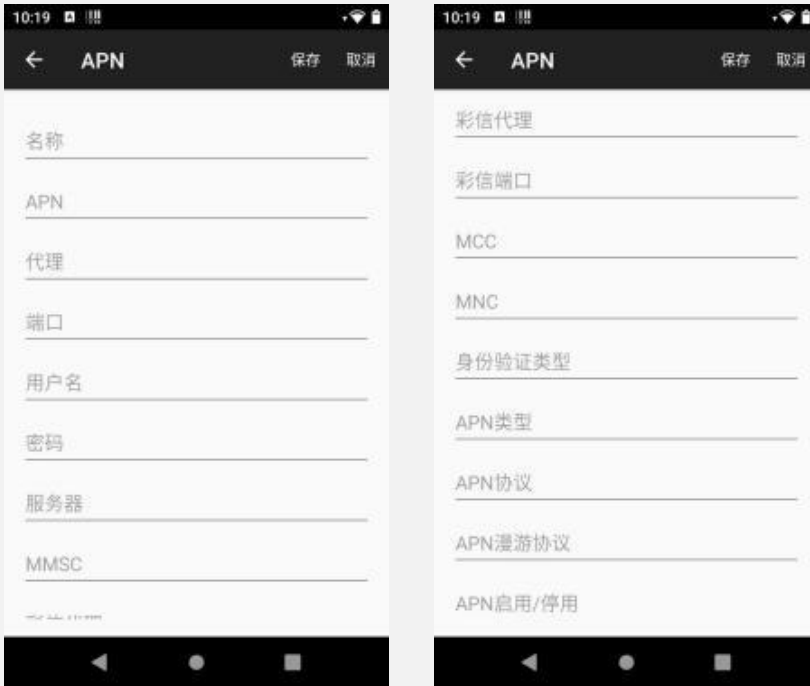 10:19
APN 保存 取消
名称
APN
代理
端口
用户名
密码
服务器
MMSC
10:19
APN 保存 取消
彩信代理
彩信端口
MCC
MNC
身份验证类型
APN类型
APN协议
APN漫游协议
APN启用/停用